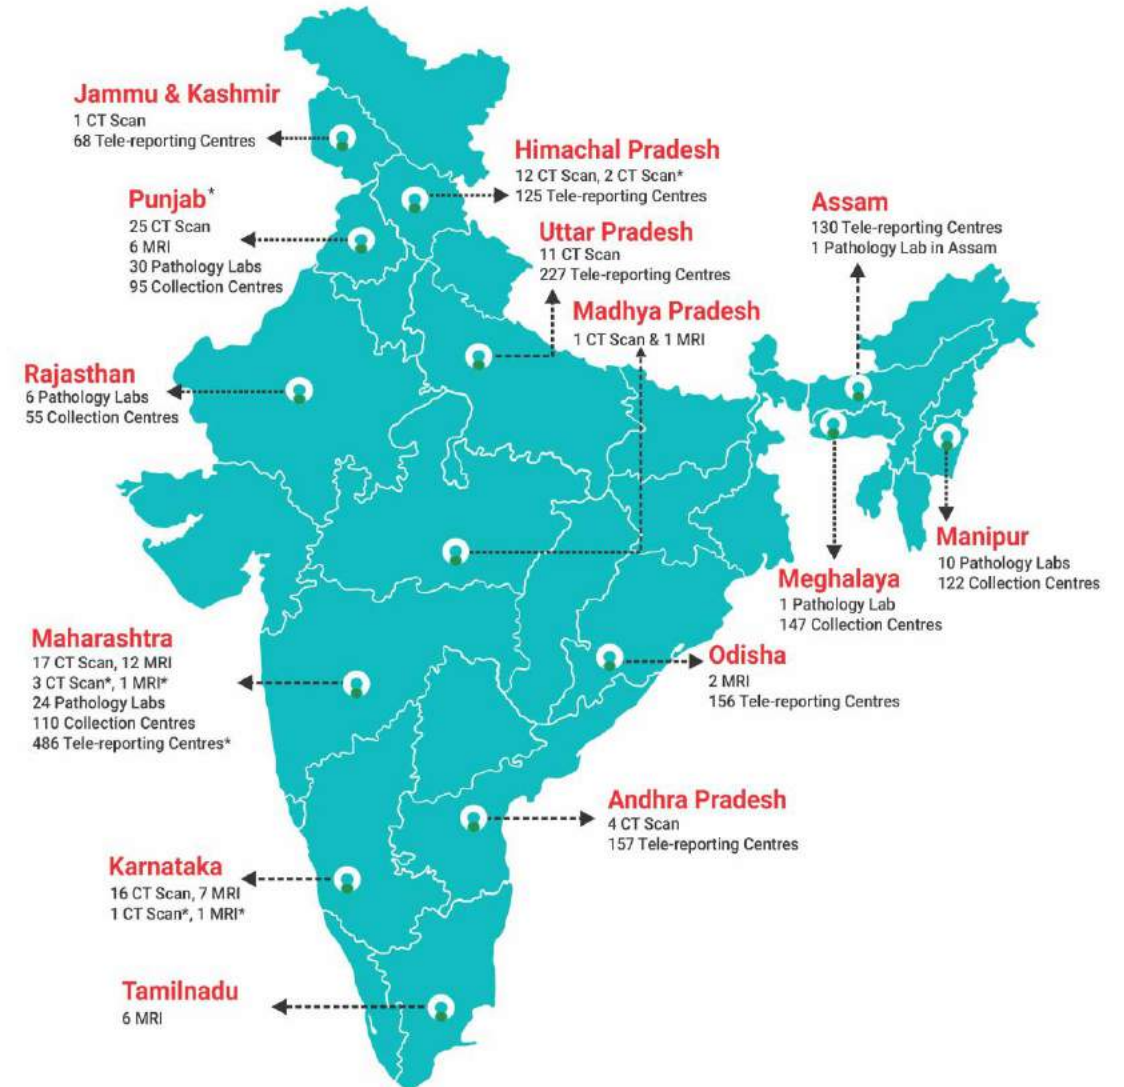 Jammu & Kashmir
1 CT Scan
68 Tele-reporting Centres
Himachal Pradesh
12 CT Scan, 2 CT Scan*
125 Tele-reporting Centres
Punjab*
25 CT Scan
6 MRI
30 Pathology Labs
95 Collection Centres
Uttar Pradesh
11 CT Scan
227 Tele-reporting Centres
Assam
130 Tele-reporting Centres
1 Pathology Lab in Assam
Madhya Pradesh
1 CT Scan & 1 MRI
Rajasthan
6 Pathology Labs
55 Collection Centres
Manipur
10 Pathology Labs
122 Collection Centres
Meghalaya
1 Pathology Lab
147 Collection Centres
Maharashtra
17 CT Scan, 12 MRI
3 CT Scan*, 1 MRI*
24 Pathology Labs
110 Collection Centres
486 Tele-reporting Centres*
Odisha
2 MRI
156 Tele-reporting Centres
Andhra Pradesh
4 CT Scan
157 Tele-reporting Centres
Karnataka
16 CT Scan, 7 MRI
1 CT Scan*, 1 MRI*
Tamilnadu
6 MRI